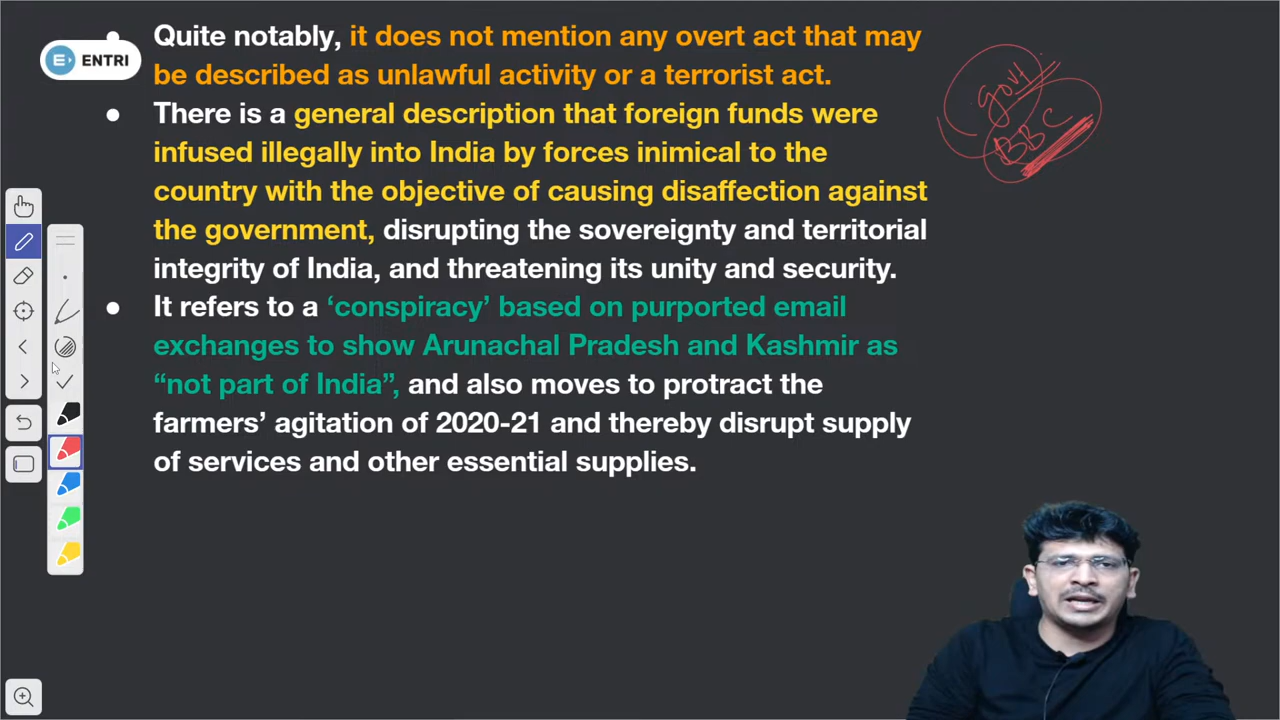 Quite notably, it does not mention any overt act that may
ENTRI
be described as unlawful activity or a terrorist act.
There is a general description that foreign funds were
infused illegally into India by forces inimical to the
country with the objective of causing disaffection against
the government, disrupting the sovereignty and territorial
integrity of India, and threatening its unity and security.
It refers to a ‘conspiracy’ based on purported email
exchanges to show Arunachal Pradesh and Kashmir as
“not part of India”, and also moves to protract the
farmers’ agitation of 2020-21 and thereby disrupt supply
of services and other essential supplies.
govt
BBC